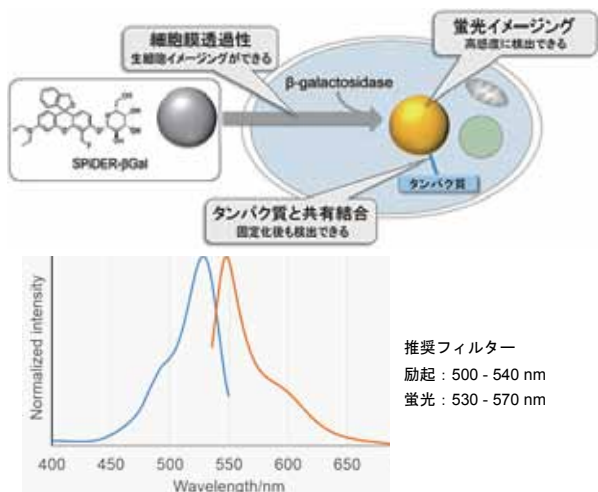 細胞膜透過性
生細胞イメージングができる
蛍光イメージング
高感度に検出できる
β-galactosidase
SPiDER-βGal
タンパク質
タンパク質と共有結合
固定化後も検出できる
Normalized intensity
400 450 500 550 600 650
Wavelength/nm
推奨フィルター
励起：500 - 540 nm
蛍光：530 - 570 nm